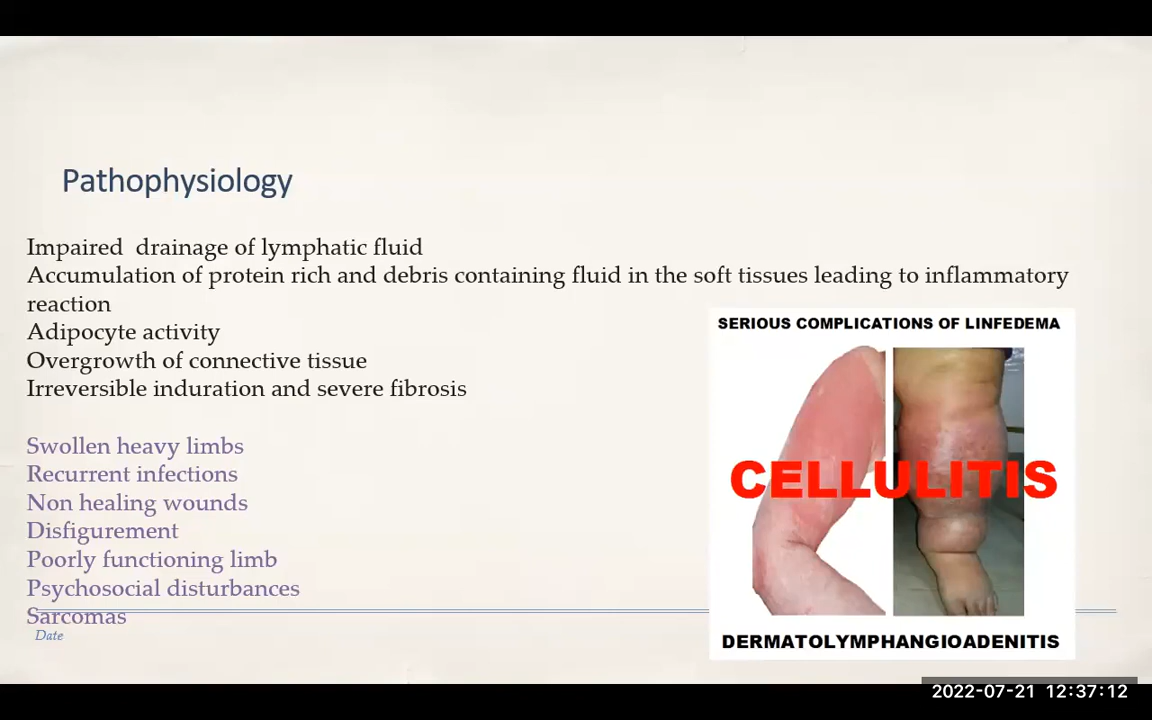 Pathophysiology
Impaired  drainage of lymphatic fluid
Accumulation of protein rich and debris containing fluid in the soft tissues leading to inflammatory
reaction
Adipocyte activity
Overgrowth of connective tissue
Irreversible induration and severe fibrosis
Swollen heavy limbs
Recurrent infections
Non healing wounds
Disfigurement
Poorly functioning limb
Psychosocial disturbances
Sarcomas
Date
SERIOUS COMPLICATIONS OF LINFEDEMA
CELLULITIS
DERMATOLYMPHANGIOADENITIS
2022-07-21 12:37:12